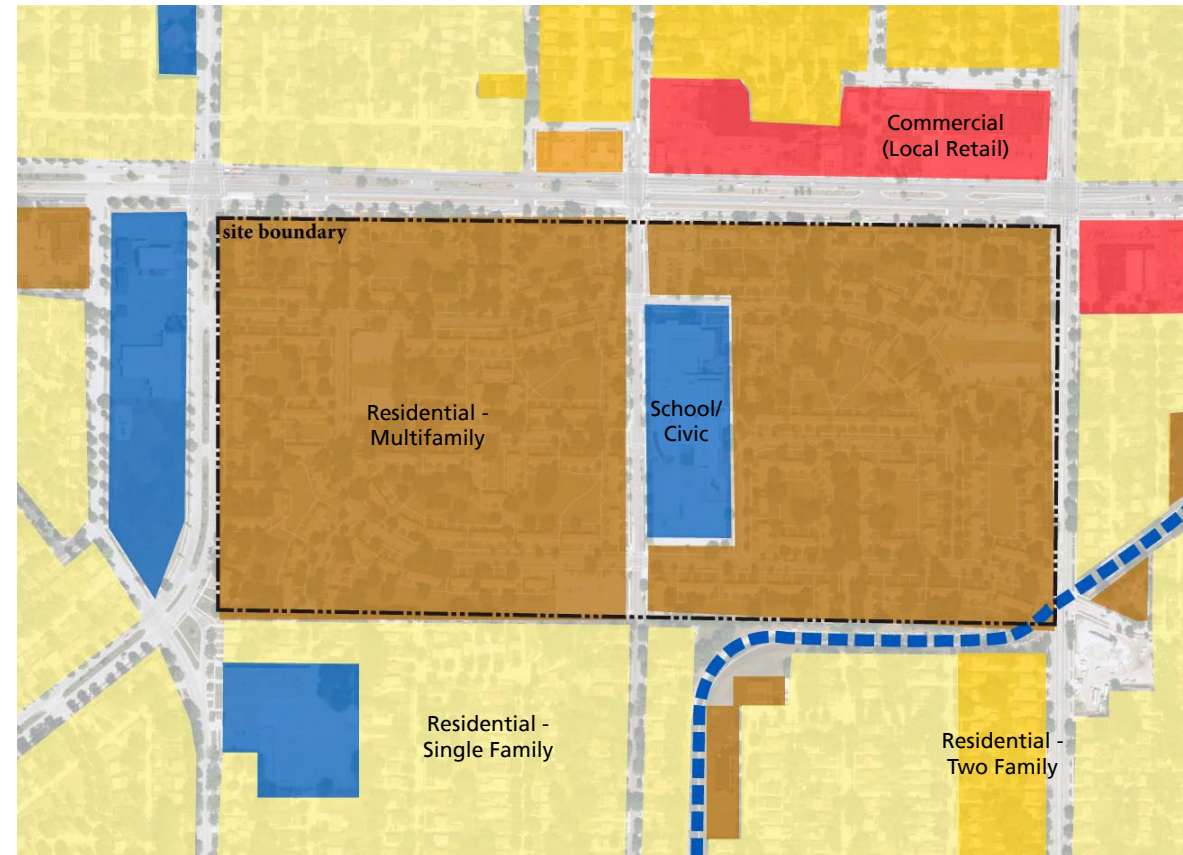 Commercial
(Local Retail)
site boundary
Residential -
Multifamily
School/
Civic
Residential -
Single Family
Residential -
Two Family